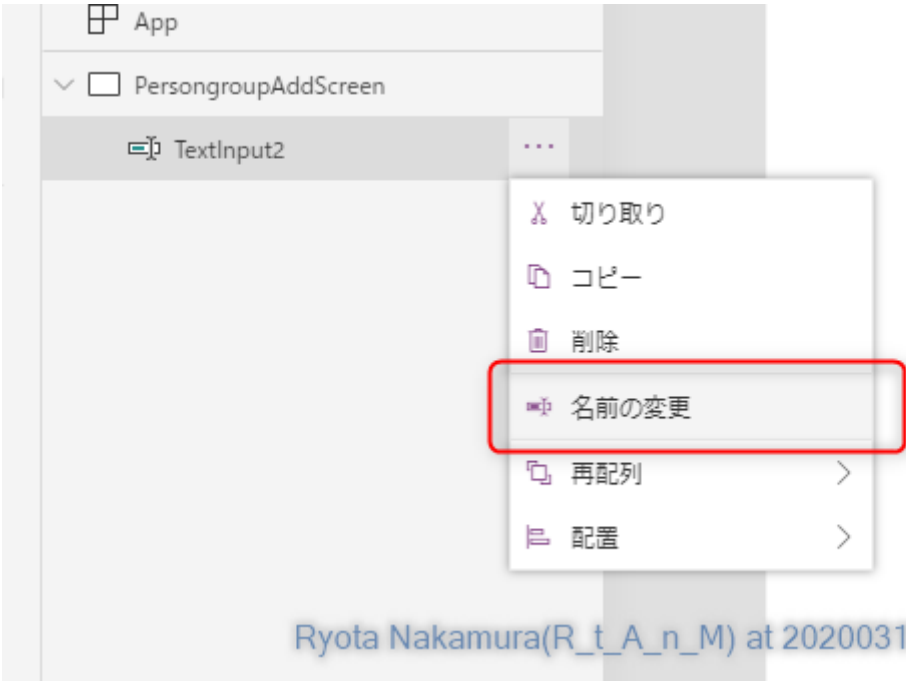 App
PersongroupAddScreen
TextInput2
切り取り
コピー
削除
名前の変更
再配列
配置
Ryota Nakamura(R_t_A_n_M) at 20200331